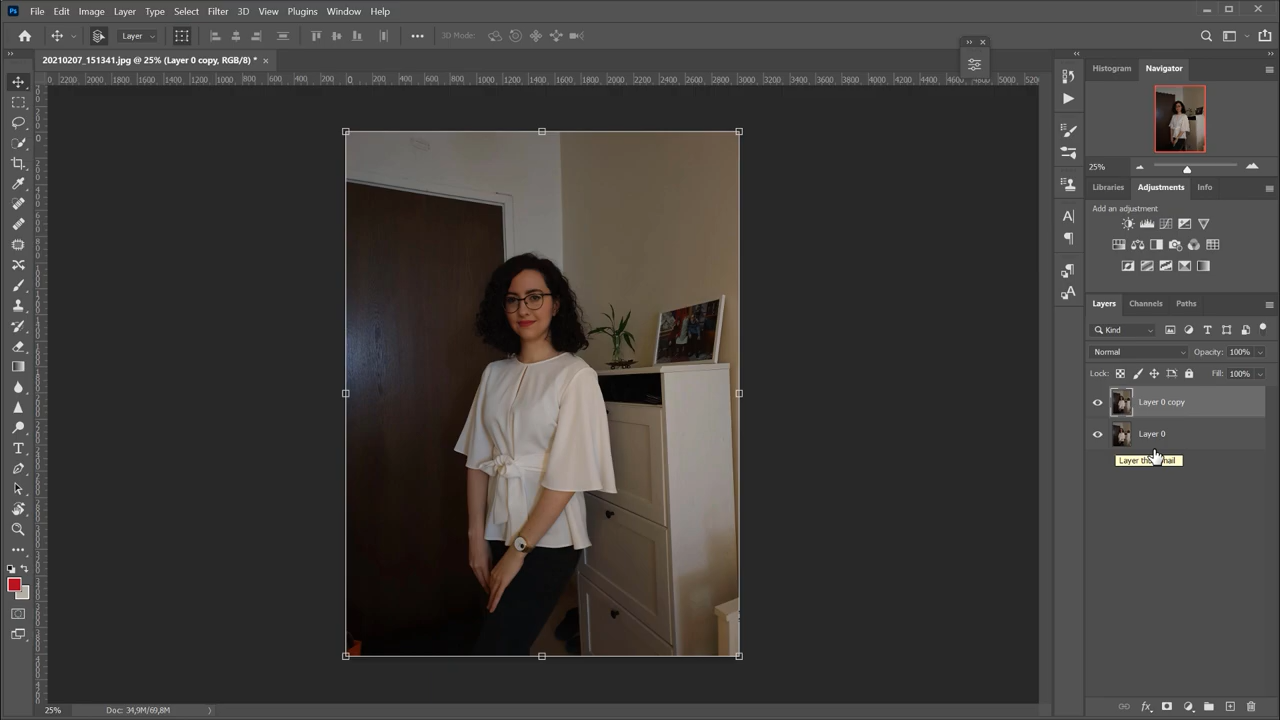 Ps File Edit Image Layer Type Select Filter 3D View Plugins Window Help
Layer 3D Mode:
20210207_151341.jpg @ 25% (Layer 0 copy, RGB/8) * ×
Histogram Navigator
25%
Libraries Adjustments Info
Add an adjustment
Layers Channels Paths
Kind
Normal Opacity: 100%
Lock: Fill: 100%
Layer 0 copy
Layer 0
25% Doc: 34,9M/69,8M